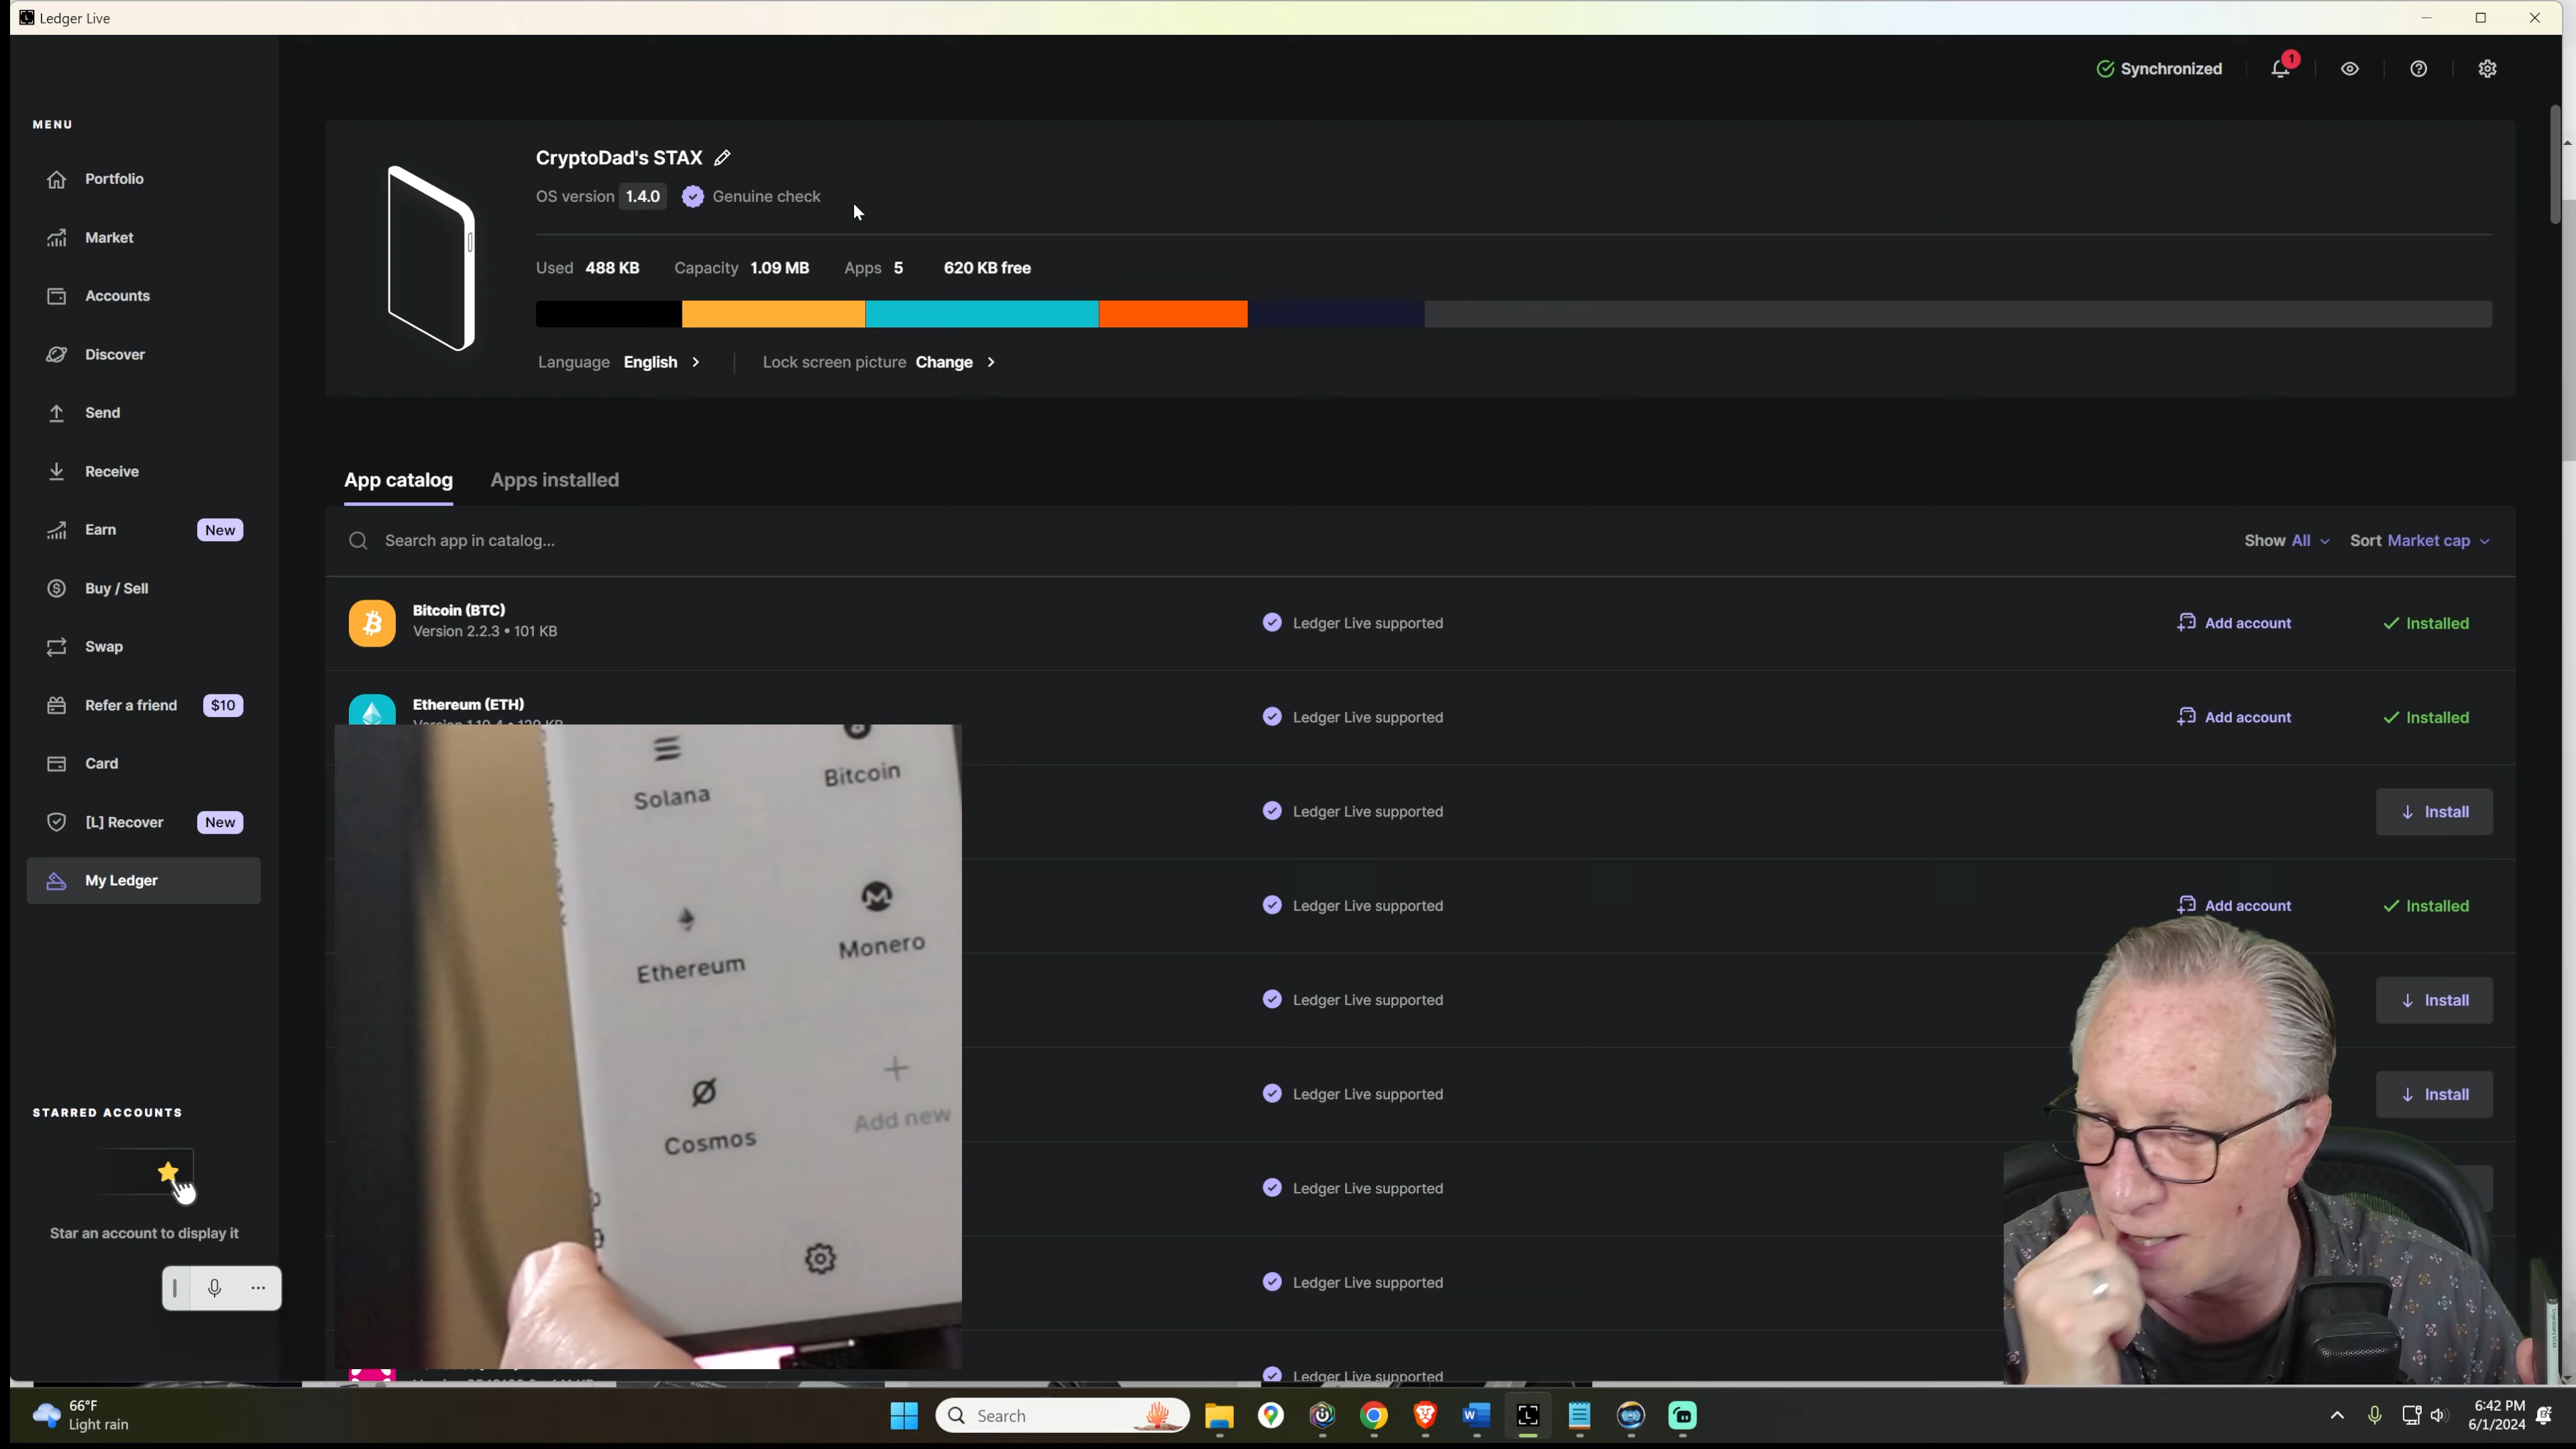 Ledger Live
Synchronized
1
MENU
Portfolio
Market
Accounts
Discover
Send
Receive
Earn New
Buy / Sell
Swap
Refer a friend $10
Card
[L] Recover New
My Ledger
STARRED ACCOUNTS
Star an account to display it
CryptoDad's STAX
OS version 1.4.0 Genuine check
Used 488 KB Capacity 1.09 MB Apps 5 620 KB free
Language English Lock screen picture Change
App catalog Apps installed
Search app in catalog... Show All Sort Market cap
Bitcoin (BTC)
Version 2.2.3 • 101 KB
Ledger Live supported Add account Installed
Ethereum (ETH)
Ledger Live supported Add account Installed
Ledger Live supported Install
Ledger Live supported Add account Installed
Ledger Live supported Install
Ledger Live supported Install
Ledger Live supported
Ledger Live supported
Ledger Live supported
Solana Bitcoin
Ethereum Monero
Cosmos Add new
66°F
Light rain
Search
6:42 PM
6/1/2024